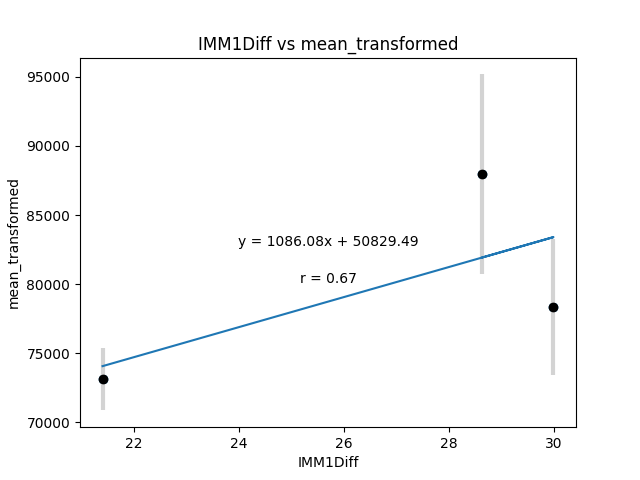 IMM1Diff vs mean_transformed
95000
90000
85000
80000
75000
70000
mean_transformed
y = 1086.08x + 50829.49
r = 0.67
22
24
26
28
30
IMM1Diff